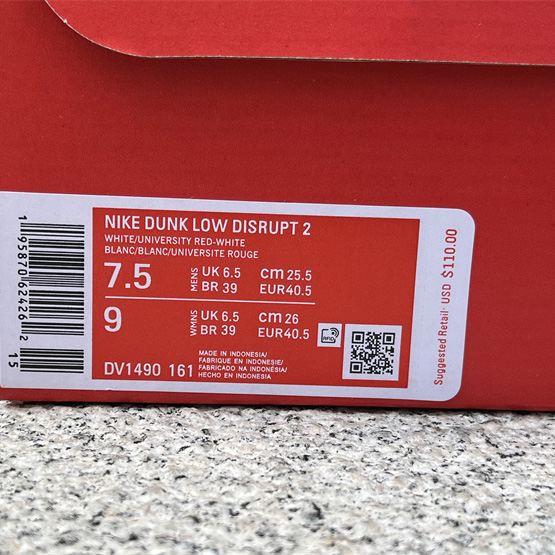 NIKE DUNK LOW DISRUPT 2
WHITE/UNIVERSITY RED-WHITE
BLANC/BLANC/UNIVERSITE ROUGE
7.5 MENS UK 6.5 cm 25.5
BR 39 EUR40.5
9 WMNS UK 6.5 cm 26
BR 39 EUR40.5
DV1490 161
MADE IN INDONESIA/
FABRIQUE EN INDONESIE/
FABRICADO NA INDONÉSIA/
HECHO EN INDONESIA
RFID
Suggested Retail: USD $110.00
1 95870 62426 2
15